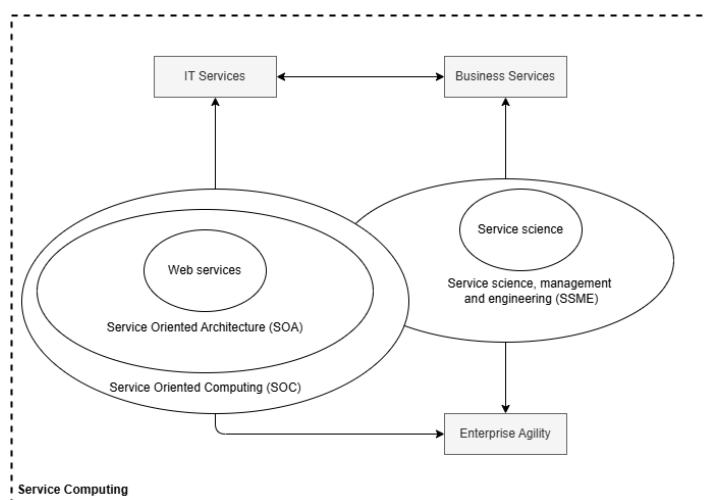 IT Services
Business Services
Service science
Web services
Service science, management
and engineering (SSME)
Service Oriented Architecture (SOA)
Service Oriented Computing (SOC)
Enterprise Agility
Service Computing